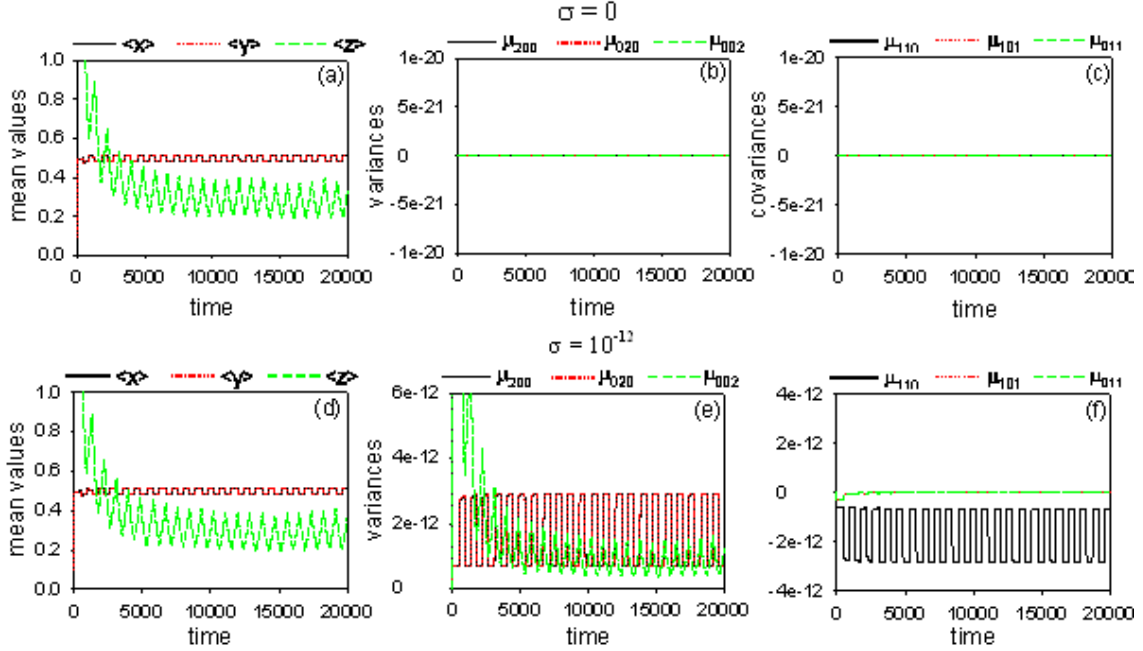 σ = 0
<x> <y> <z>
μ200 μ020 μ002
μ110 μ101 μ011
1.0
0.8
0.6
0.4
0.2
0.0
mean values
(a)
0 5000 10000 15000 20000
time
1e-20
5e-21
0
-5e-21
-1e-20
variances
(b)
0 5000 10000 15000 20000
time
1e-20
5e-21
0
-5e-21
-1e-20
covariances
(c)
0 5000 10000 15000 20000
time
σ = 10-12
<x> <y> <z>
μ200 μ020 μ002
μ110 μ101 μ011
1.0
0.8
0.6
0.4
0.2
0.0
mean values
(d)
0 5000 10000 15000 20000
time
6e-12
4e-12
2e-12
0
variances
(e)
0 5000 10000 15000 20000
time
4e-12
2e-12
0
-2e-12
-4e-12
(f)
0 5000 10000 15000 20000
time